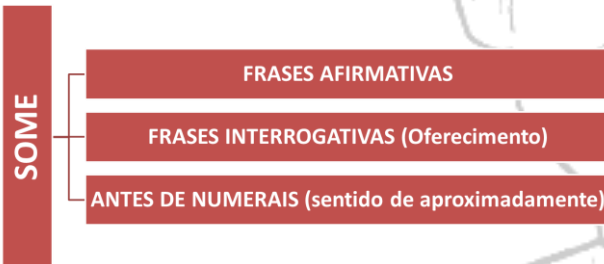 SOME
FRASES AFIRMATIVAS
FRASES INTERROGATIVAS (Oferecimento)
ANTES DE NUMERAIS (sentido de aproximadamente)